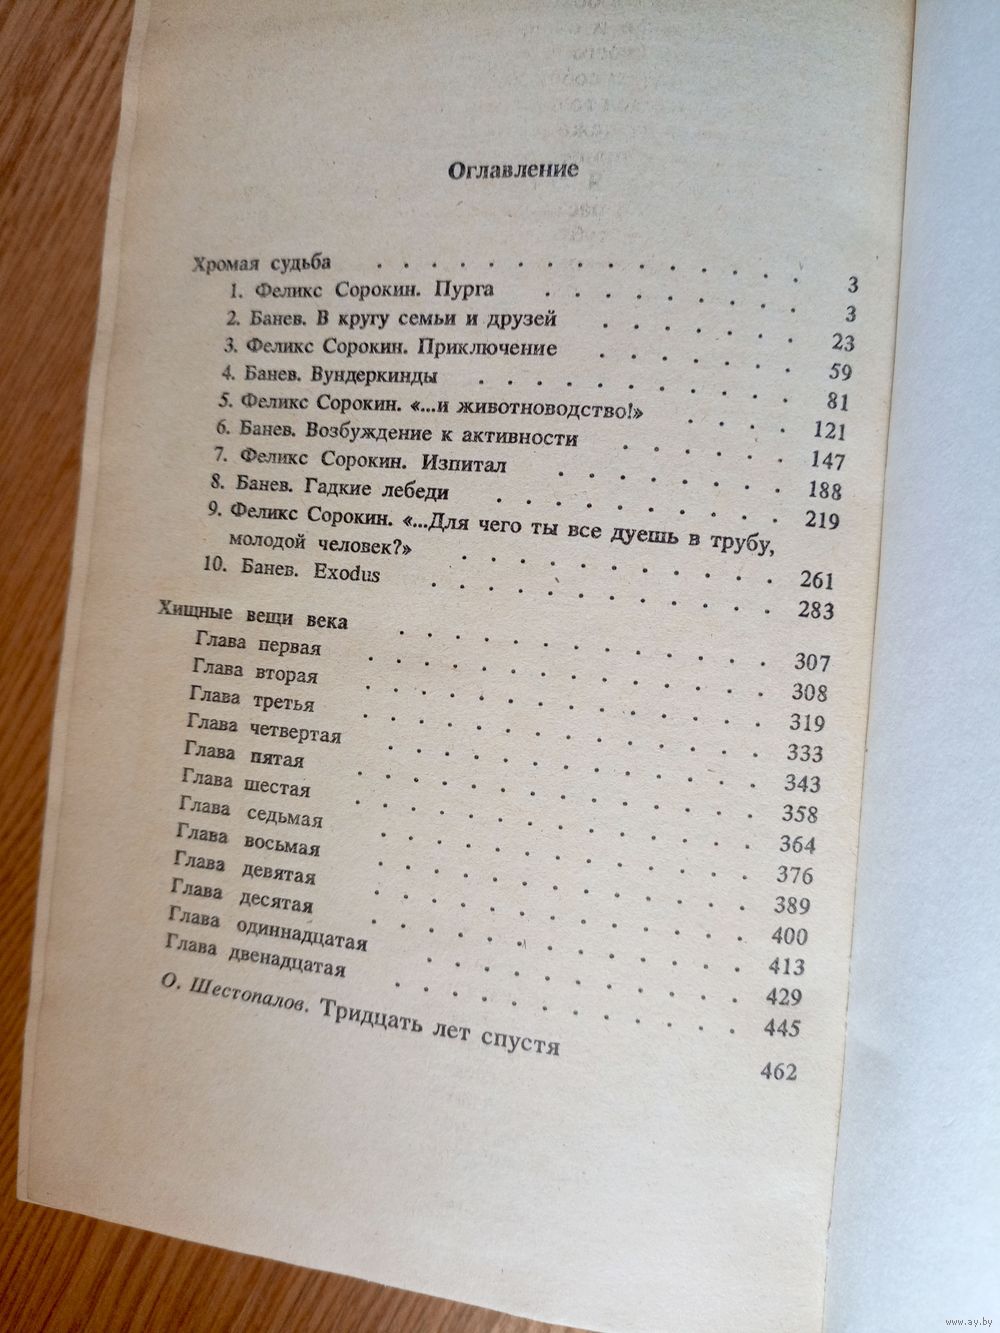 Оглавление
Хромая судьба . . . . . . . . . . . . . . . . 3
1. Феликс Сорокин. Пурга . . . . . . . . . . 3
2. Банев. В кругу семьи и друзей . . . . . . . 23
3. Феликс Сорокин. Приключение . . . . . . . 59
4. Банев. Вундеркинды . . . . . . . . . . . 81
5. Феликс Сорокин. «...и животноводство!» . . . . 121
6. Банев. Возбуждение к активности . . . . . . 147
7. Феликс Сорокин. Изпитал . . . . . . . . 188
8. Банев. Гадкие лебеди . . . . . . . . . . 219
9. Феликс Сорокин. «...Для чего ты все дуешь в трубу,
молодой человек?» . . . . . . . . . . . 261
10. Банев. Exodus . . . . . . . . . . . . 283
Хищные вещи века . . . . . . . . . . . . . 307
Глава первая . . . . . . . . . . . . . . 308
Глава вторая . . . . . . . . . . . . . . 319
Глава третья . . . . . . . . . . . . . . 333
Глава четвертая . . . . . . . . . . . . . 343
Глава пятая . . . . . . . . . . . . . . 358
Глава шестая . . . . . . . . . . . . . . 364
Глава седьмая . . . . . . . . . . . . . 376
Глава восьмая . . . . . . . . . . . . . 389
Глава девятая . . . . . . . . . . . . . 400
Глава десятая . . . . . . . . . . . . . 413
Глава одиннадцатая . . . . . . . . . . . 429
Глава двенадцатая . . . . . . . . . . . . 445
О. Шестопалов. Тридцать лет спустя 462
www.ay.by